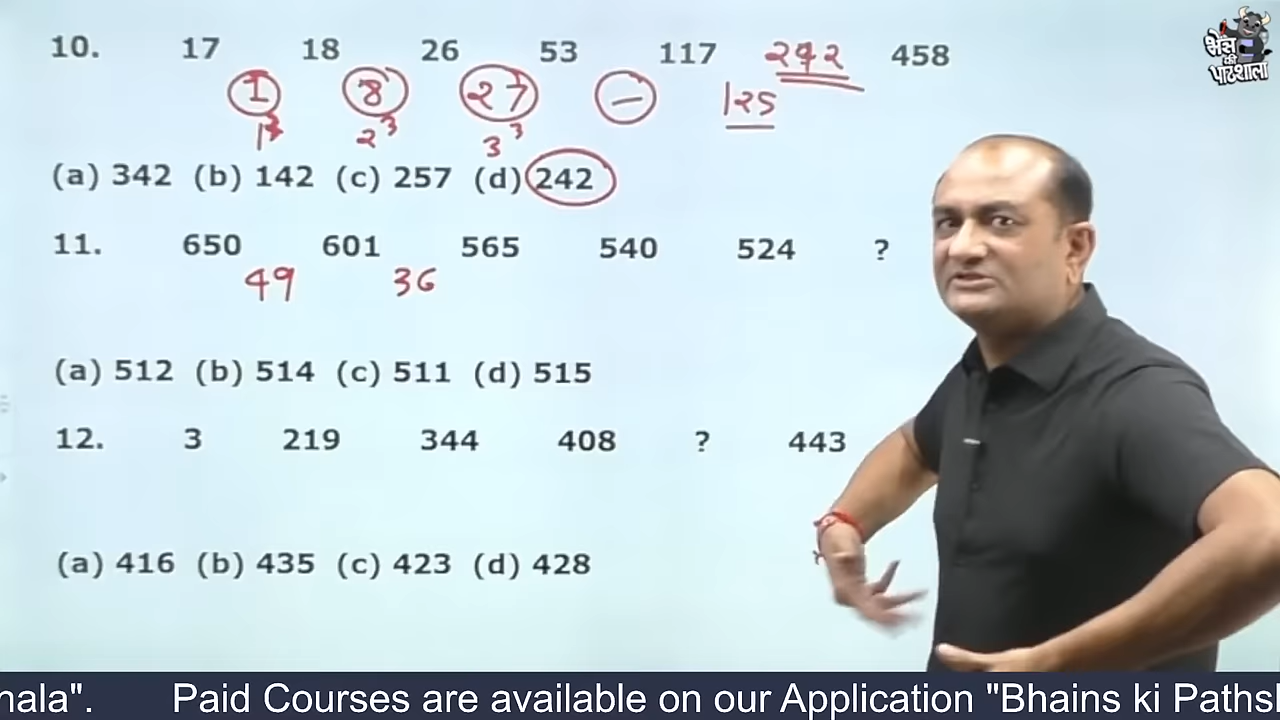 10. 17 18 26 53 117 242 458
भैंस
की
पाठशाला
1 8 27 — 125
1³ 2³ 3³
(a) 342 (b) 142 (c) 257 (d) 242
11. 650 601 565 540 524 ?
49 36
(a) 512 (b) 514 (c) 511 (d) 515
12. 3 219 344 408 ? 443
(a) 416 (b) 435 (c) 423 (d) 428
hala". Paid Courses are available on our Application "Bhains ki Paths